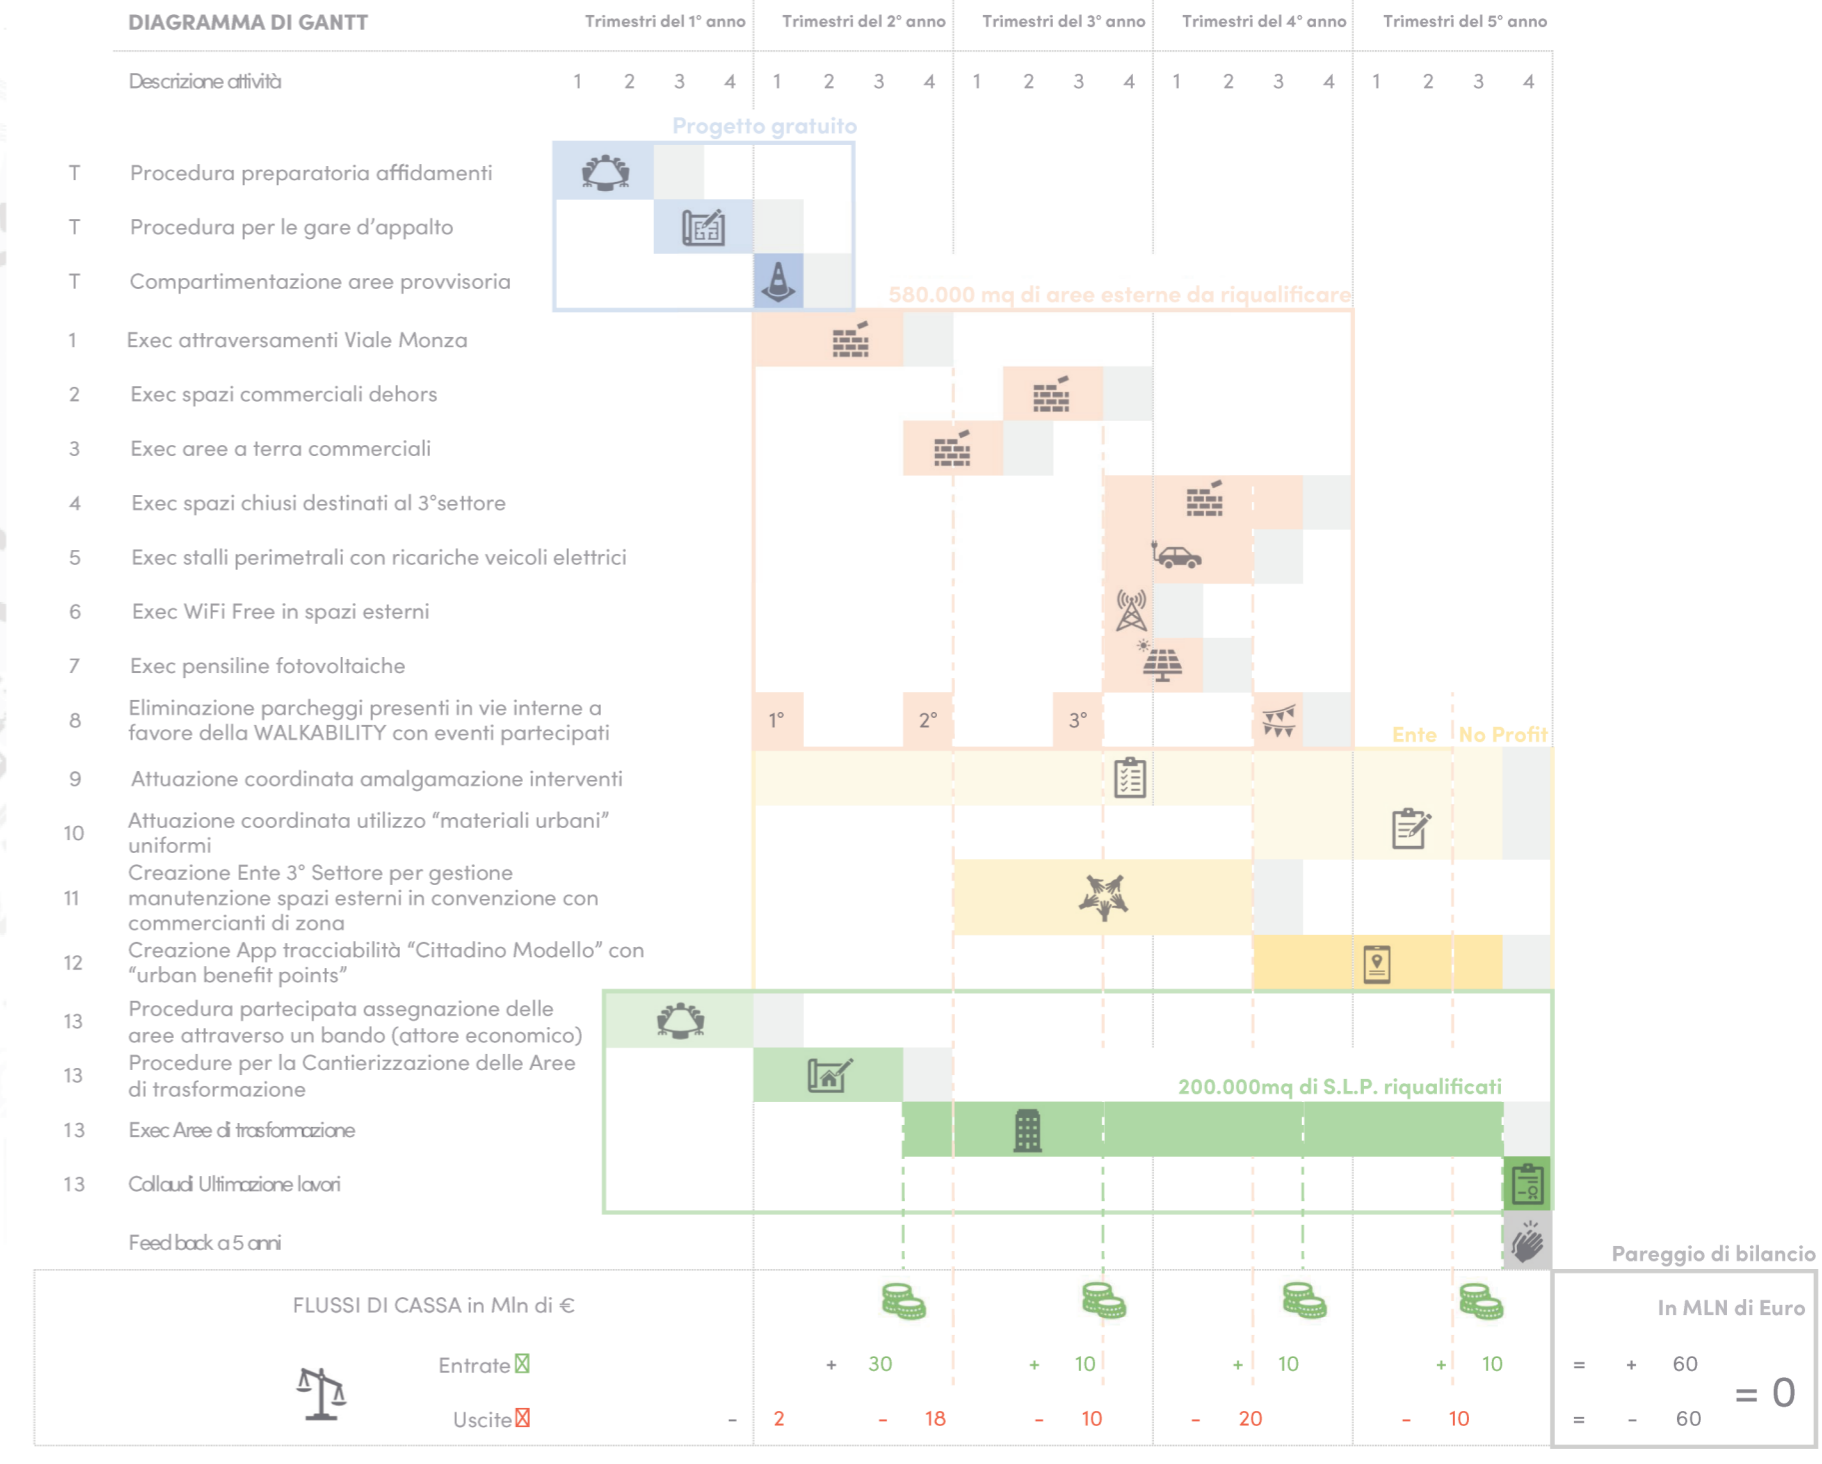 DIAGRAMMA DI GANTT
Trimestri del 1° anno
Trimestri del 2° anno
Trimestri del 3° anno
Trimestri del 4° anno
Trimestri del 5° anno
Descrizione attività
1 2 3 4 1 2 3 4 1 2 3 4 1 2 3 4 1 2 3 4
Progetto gratuito
T Procedura preparatoria affidamenti
T Procedura per le gare d’appalto
T Compartimentazione aree provvisoria
580.000 mq di aree esterne da riqualificare
1 Exec attraversamenti Viale Monza
2 Exec spazi commerciali dehors
3 Exec aree a terra commerciali
4 Exec spazi chiusi destinati al 3°settore
5 Exec stalli perimetrali con ricariche veicoli elettrici
6 Exec WiFi Free in spazi esterni
7 Exec pensiline fotovoltaiche
8 Eliminazione parcheggi presenti in vie interne a
favore della WALKABILITY con eventi partecipati
1° 2° 3°
Ente No Profit
9 Attuazione coordinata amalgamazione interventi
10 Attuazione coordinata utilizzo “materiali urbani”
uniformi
11 Creazione Ente 3° Settore per gestione
manutenzione spazi esterni in convenzione con
commercianti di zona
12 Creazione App tracciabilità “Cittadino Modello” con
“urban benefit points”
13 Procedura partecipata assegnazione delle
aree attraverso un bando (attore economico)
13 Procedure per la Cantierizzazione delle Aree
di trasformazione
200.000mq di S.L.P. riqualificati
13 Exec Aree di trasformazione
13 Collaudi Ultimazione lavori
Feed back a 5 anni
Pareggio di bilancio
FLUSSI DI CASSA in Mln di €
In MLN di Euro
Entrate + 30 + 10 + 10 + 10 = + 60
= 0
Uscite - 2 - 18 - 10 - 20 - 10 = - 60